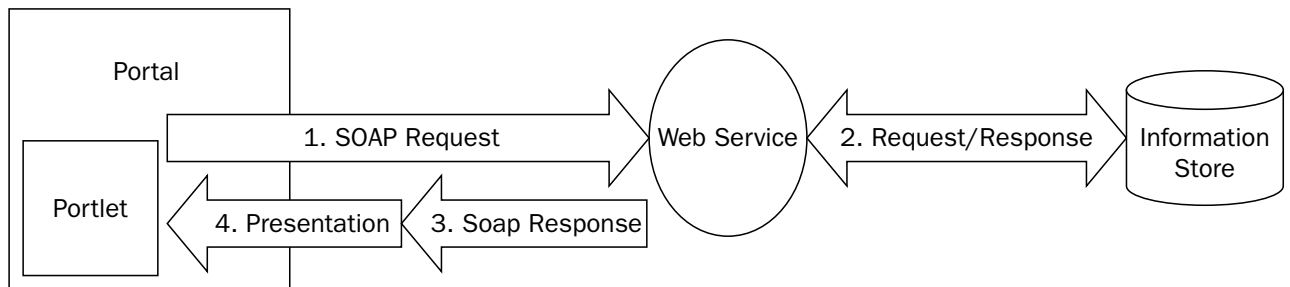 Portal
1. SOAP Request
Web Service
2. Request/Response
Information
Store
Portlet
4. Presentation
3. Soap Response